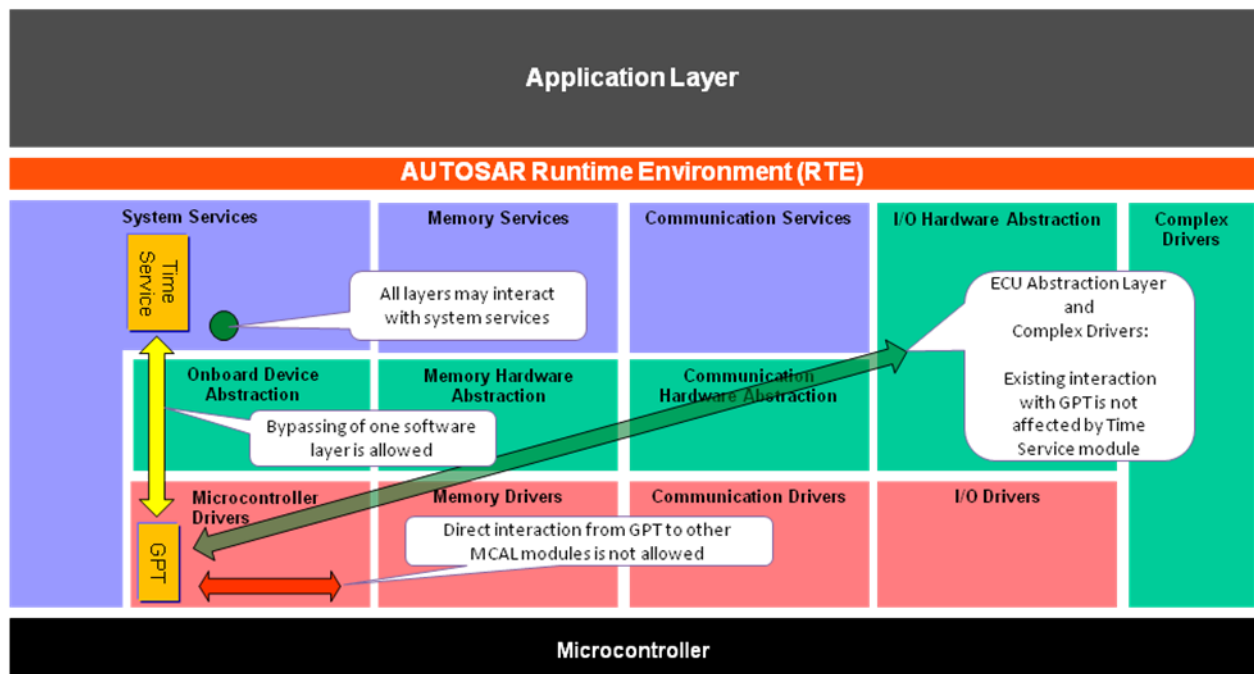 Application Layer
AUTOSAR Runtime Environment (RTE)
System Services
Memory Services
Communication Services
I/O Hardware Abstraction
Complex
Drivers
Time
Service
All layers may interact
with system services
ECU Abstraction Layer
and
Complex Drivers:
Existing interaction
with GPT is not
affected by Time
Service module
Onboard Device
Abstraction
Memory Hardware
Abstraction
Communication
Hardware Abstraction
Bypassing of one software
layer is allowed
Microcontroller
Drivers
Memory Drivers
Communication Drivers
I/O Drivers
GPT
Direct interaction from GPT to other
MCAL modules is not allowed
Microcontroller